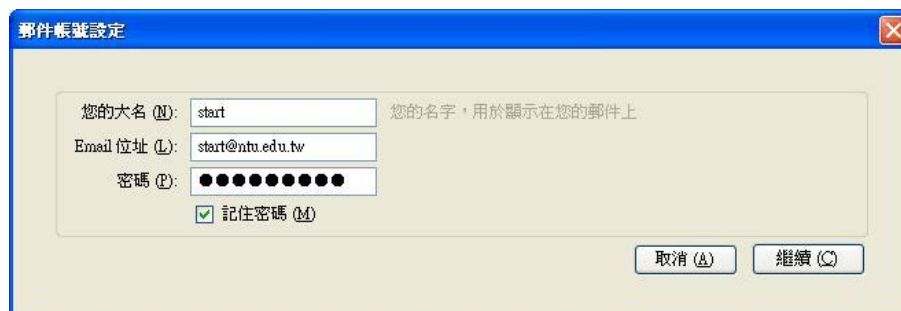 郵件帳號設定
您的大名 (N): start 您的名字，用於顯示在您的郵件上
Email 位址 (L): start@ntu.edu.tw
密碼 (P): ●●●●●●●●●
記住密碼 (M)
取消 (A) 繼續 (C)